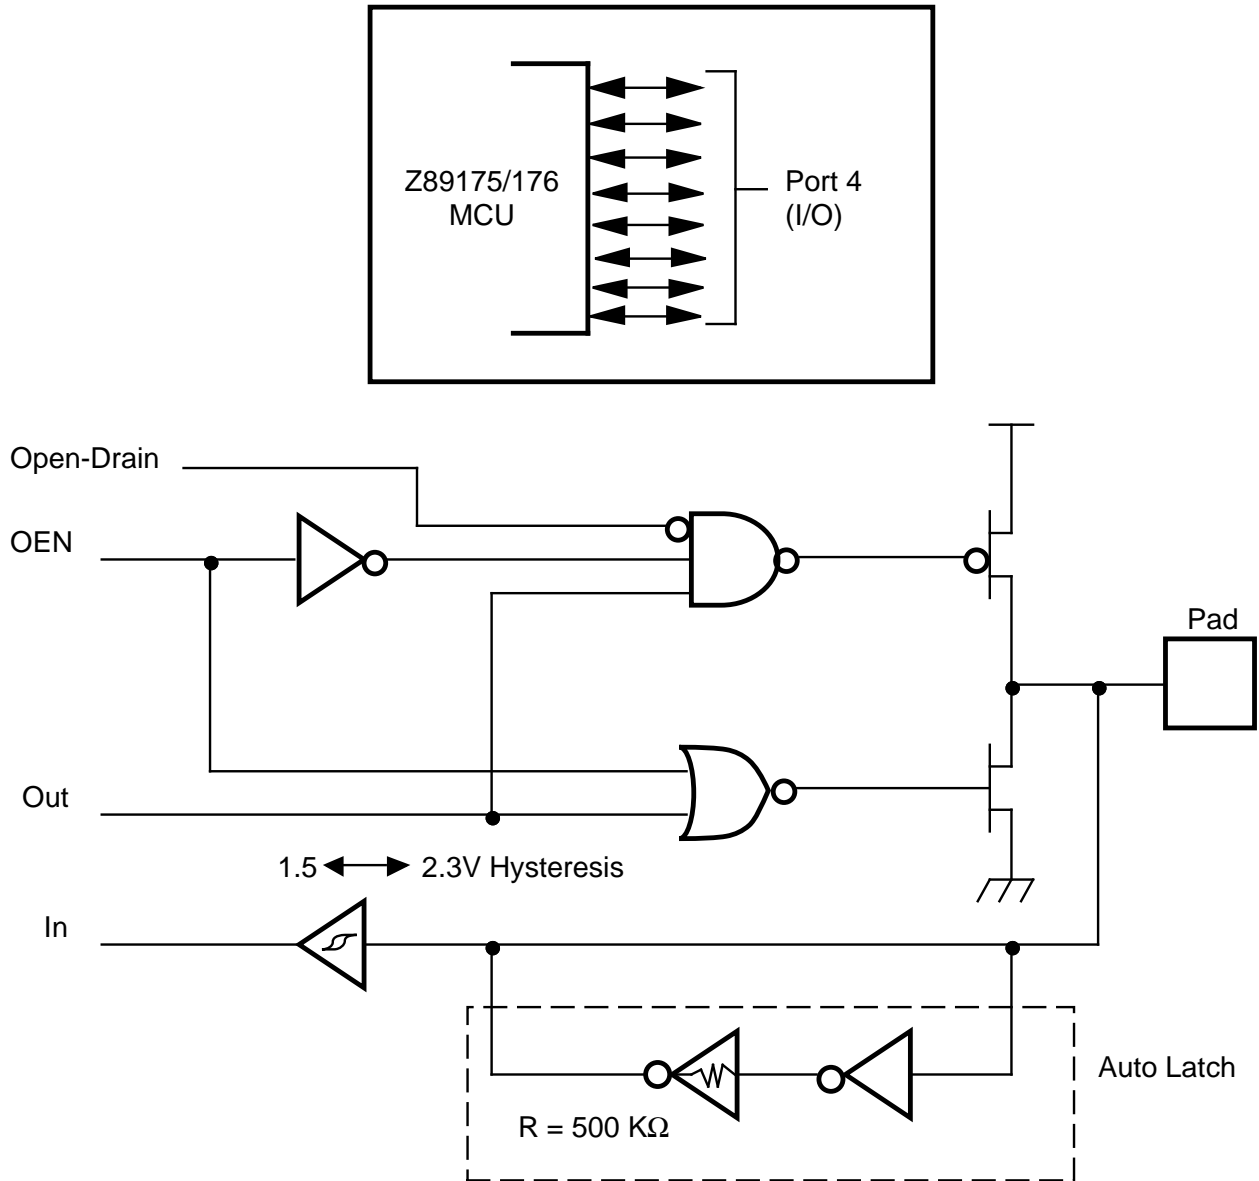 Z89175/176
MCU
Port 4
(I/O)
Open-Drain
OEN
Pad
Out
1.5 2.3V Hysteresis
In
Auto Latch
R = 500 KΩ